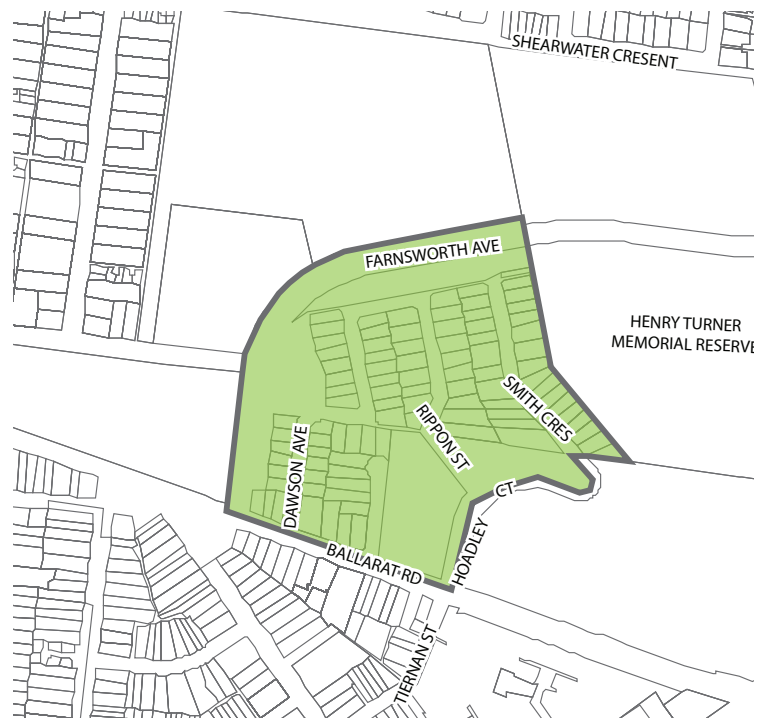 SHEARWATER CRESENT
FARNSWORTH AVE
HENRY TURNER
MEMORIAL RESERVE
SMITH CRES
RIPPON ST
DAWSON AVE
CT
HOADLEY
BALLARAT RD
TIERNAN ST